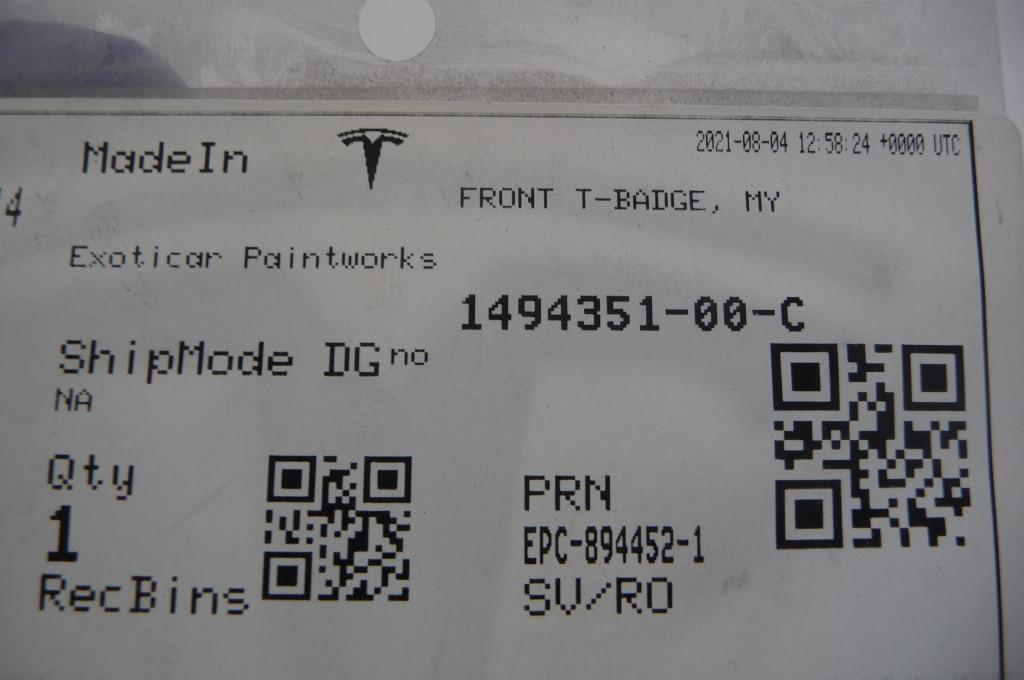 MadeIn
2021-08-04 12:58:24 +0000 UTC
FRONT T-BADGE, MY
Exoticar Paintworks
1494351-00-C
ShipMode DG no
NA
Qty
1
RecBins
PRN
EPC-894452-1
SV/RO